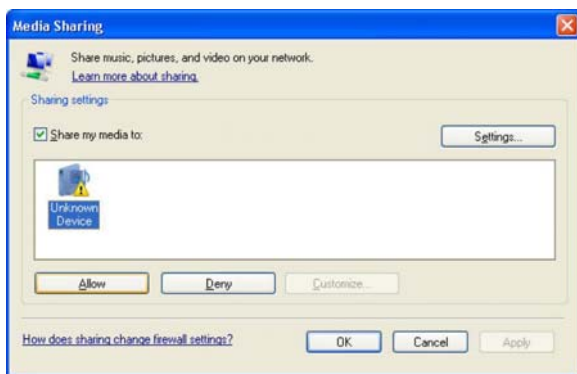 Media Sharing
Share music, pictures, and video on your network.
Learn more about sharing.
Sharing settings
Share my media to:
Settings...
Unknown
Device
Allow
Deny
Customize...
How does sharing change firewall settings?
OK
Cancel
Apply